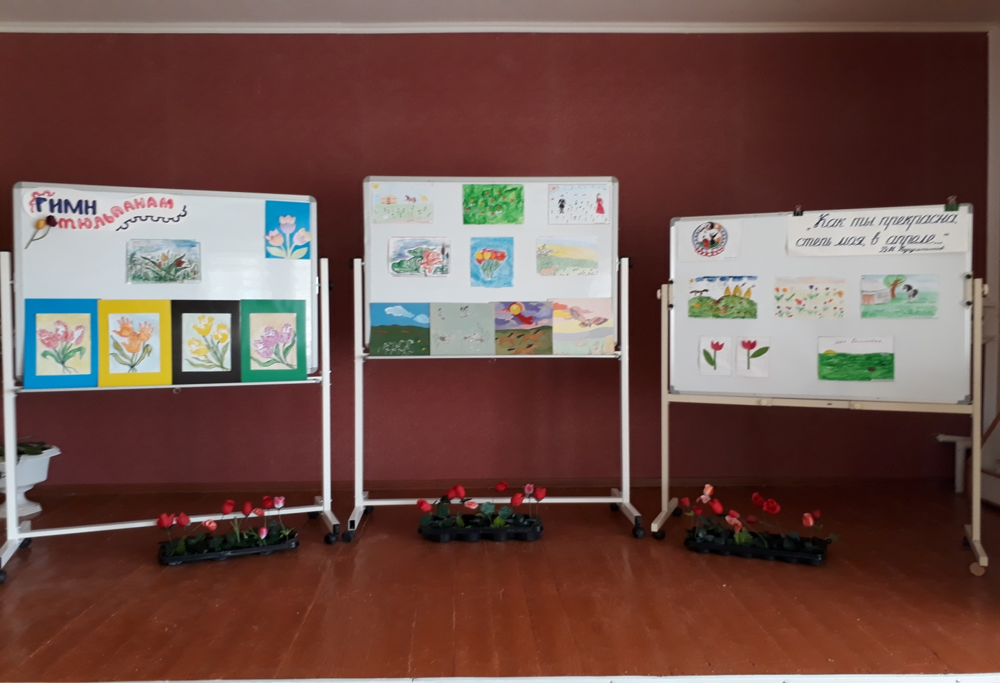 Гимн
тюльпанам
„Как ты прекрасна,
степь моя, в апреле..."